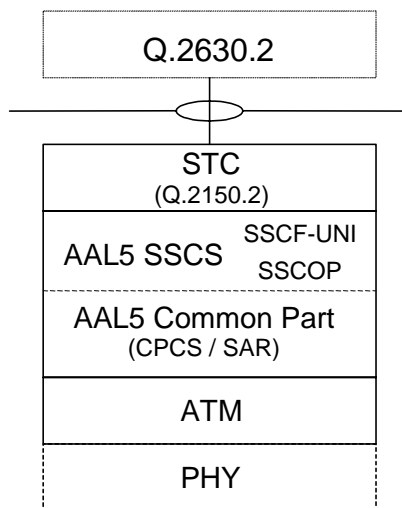 Q.2630.2
STC
(Q.2150.2)
AAL5 SSCS
SSCF-UNI
SSCOP
AAL5 Common Part
(CPCS / SAR)
ATM
PHY